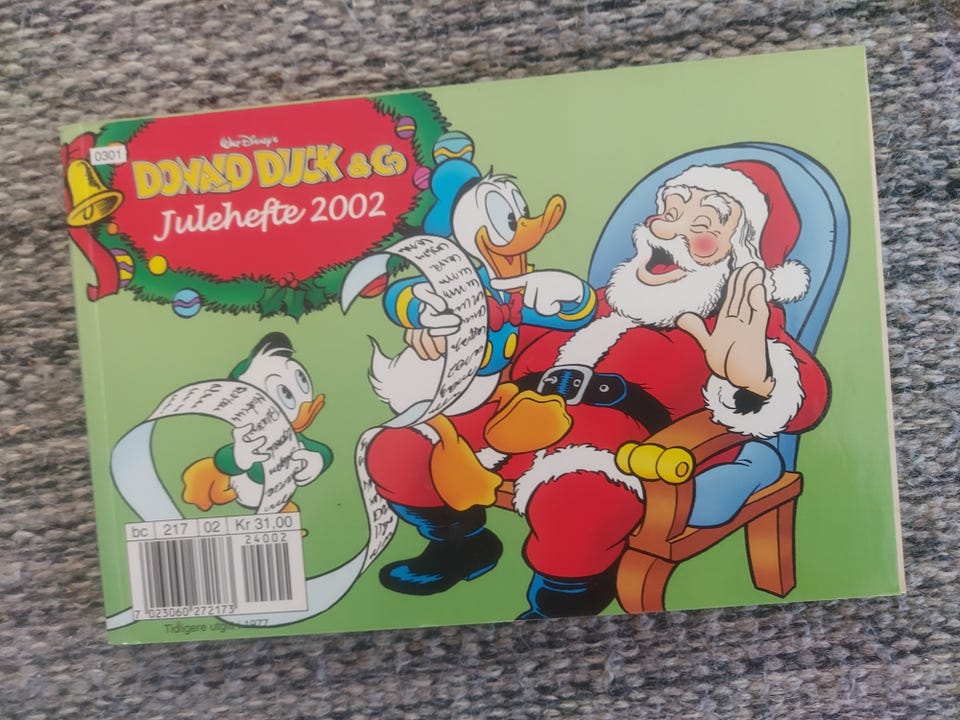 0301
Walt Disney's
DONALD DUCK & Co
Julehefte 2002
bc 217 02 Kr 31,00
24002
7 023060 272173
Tidligere utgitt i 1977